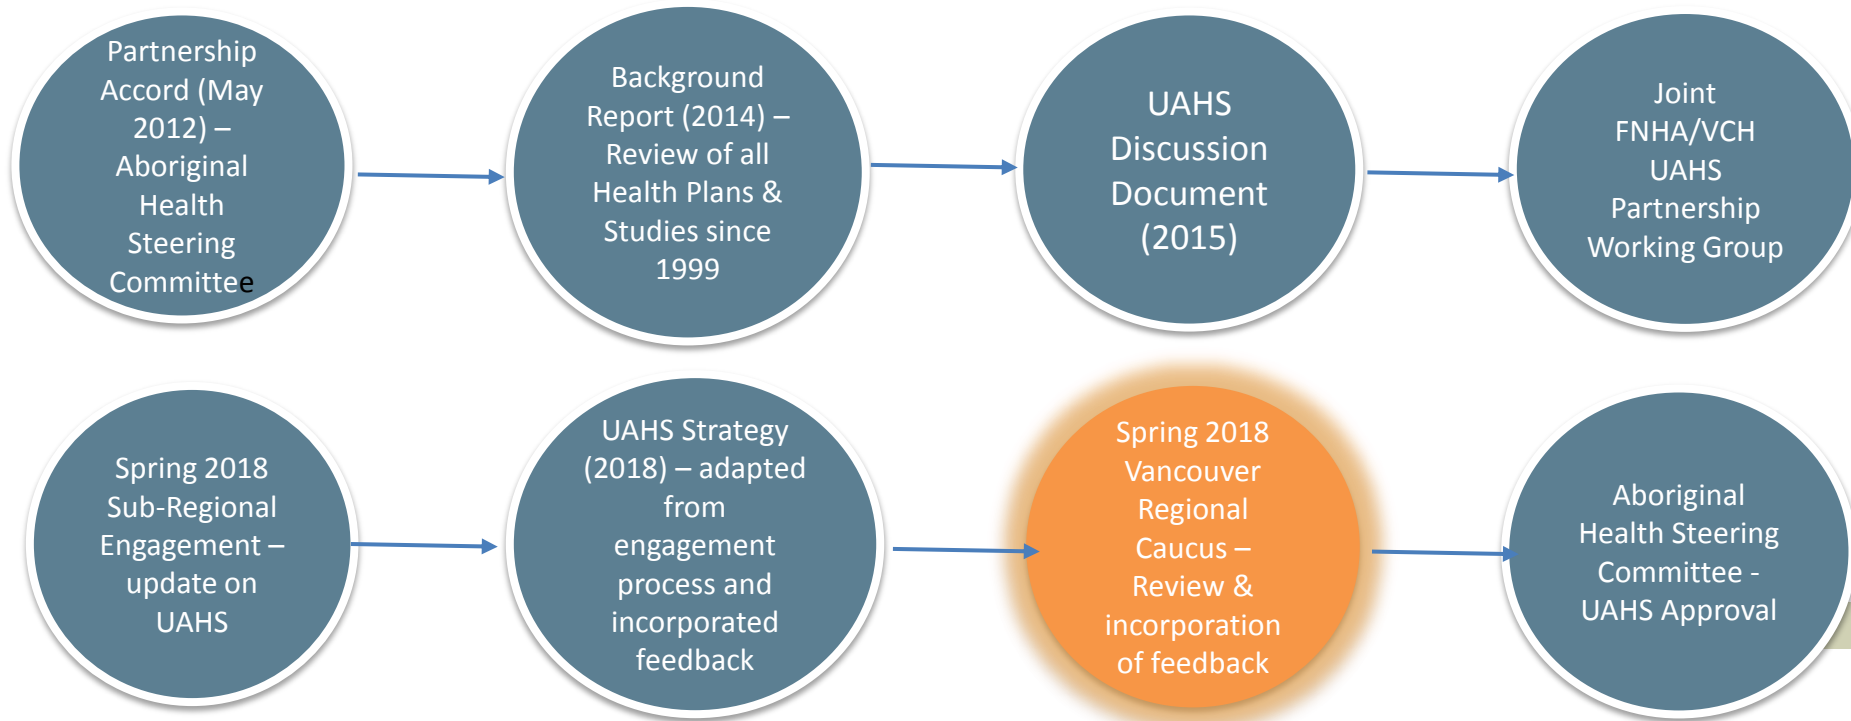 Partnership
Accord (May
2012) –
Aboriginal
Health
Steering
Committee
Background
Report (2014) –
Review of all
Health Plans &
Studies since
1999
UAHS
Discussion
Document
(2015)
Joint
FNHA/VCH
UAHS
Partnership
Working Group
Spring 2018
Sub-Regional
Engagement –
update on
UAHS
UAHS Strategy
(2018) – adapted
from
engagement
process and
incorporated
feedback
Spring 2018
Vancouver
Regional
Caucus –
Review &
incorporation
of feedback
Aboriginal
Health Steering
Committee -
UAHS Approval